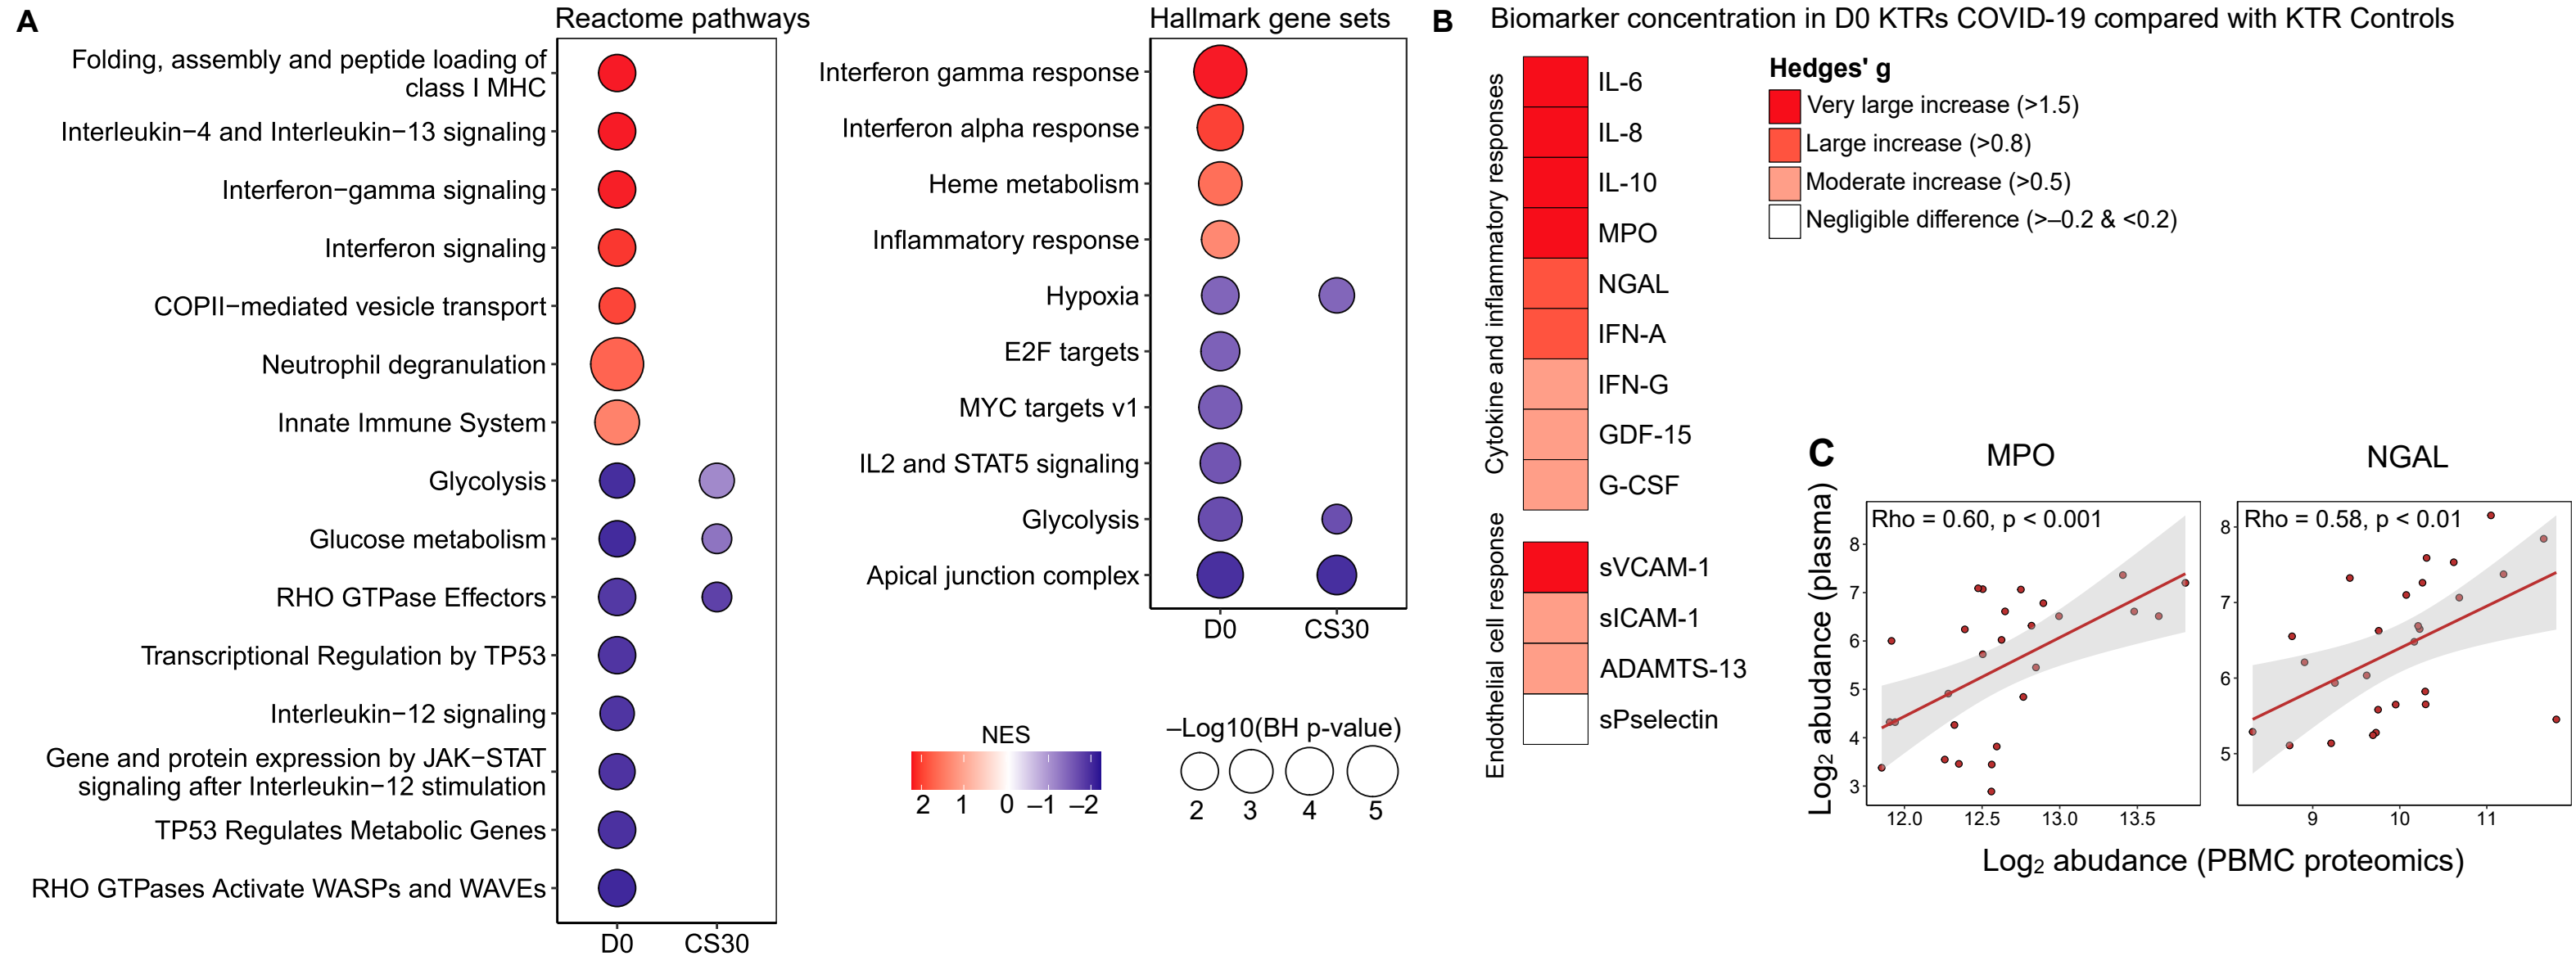 A
Reactome pathways
Folding, assembly and peptide loading of
class I MHC
Interleukin−4 and Interleukin−13 signaling
Interferon−gamma signaling
Interferon signaling
COPII−mediated vesicle transport
Neutrophil degranulation
Innate Immune System
Glycolysis
Glucose metabolism
RHO GTPase Effectors
Transcriptional Regulation by TP53
Interleukin−12 signaling
Gene and protein expression by JAK−STAT
signaling after Interleukin−12 stimulation
TP53 Regulates Metabolic Genes
RHO GTPases Activate WASPs and WAVEs
D0 CS30
Hallmark gene sets
Interferon gamma response
Interferon alpha response
Heme metabolism
Inflammatory response
Hypoxia
E2F targets
MYC targets v1
IL2 and STAT5 signaling
Glycolysis
Apical junction complex
D0 CS30
NES
2 1 0 –1 –2
–Log10(BH p-value)
2 3 4 5
B
Biomarker concentration in D0 KTRs COVID-19 compared with KTR Controls
Cytokine and inflammatory responses
IL-6
IL-8
IL-10
MPO
NGAL
IFN-A
IFN-G
GDF-15
G-CSF
Endothelial cell response
sVCAM-1
sICAM-1
ADAMTS-13
sPselectin
Hedges' g
Very large increase (>1.5)
Large increase (>0.8)
Moderate increase (>0.5)
Negligible difference (>–0.2 & <0.2)
C
MPO
NGAL
Log2 abudance (plasma)
Rho = 0.60, p < 0.001
8
7
6
5
4
3
12.0 12.5 13.0 13.5
Rho = 0.58, p < 0.01
8
7
6
5
9 10 11
Log2 abudance (PBMC proteomics)